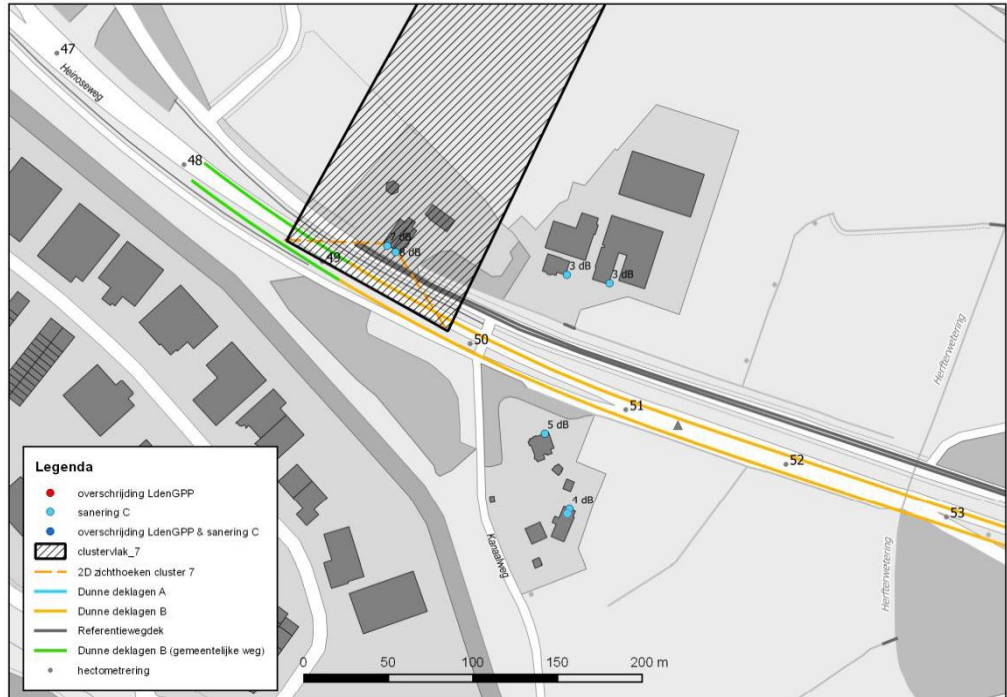 47
Heinoseweg
48
7 dB
6 dB
49
3 dB
3 dB
Herfterwetering
50
51
52
53
5 dB
4 dB
Kanaalweg
Herfterwetering
Legenda
overschrijding LdenGPP
sanering C
overschrijding LdenGPP & sanering C
clustervlak_7
2D zichthoeken cluster 7
Dunne deklagen A
Dunne deklagen B
Referentiewegdek
Dunne deklagen B (gemeentelijke weg)
hectometrering
0 50 100 150 200 m